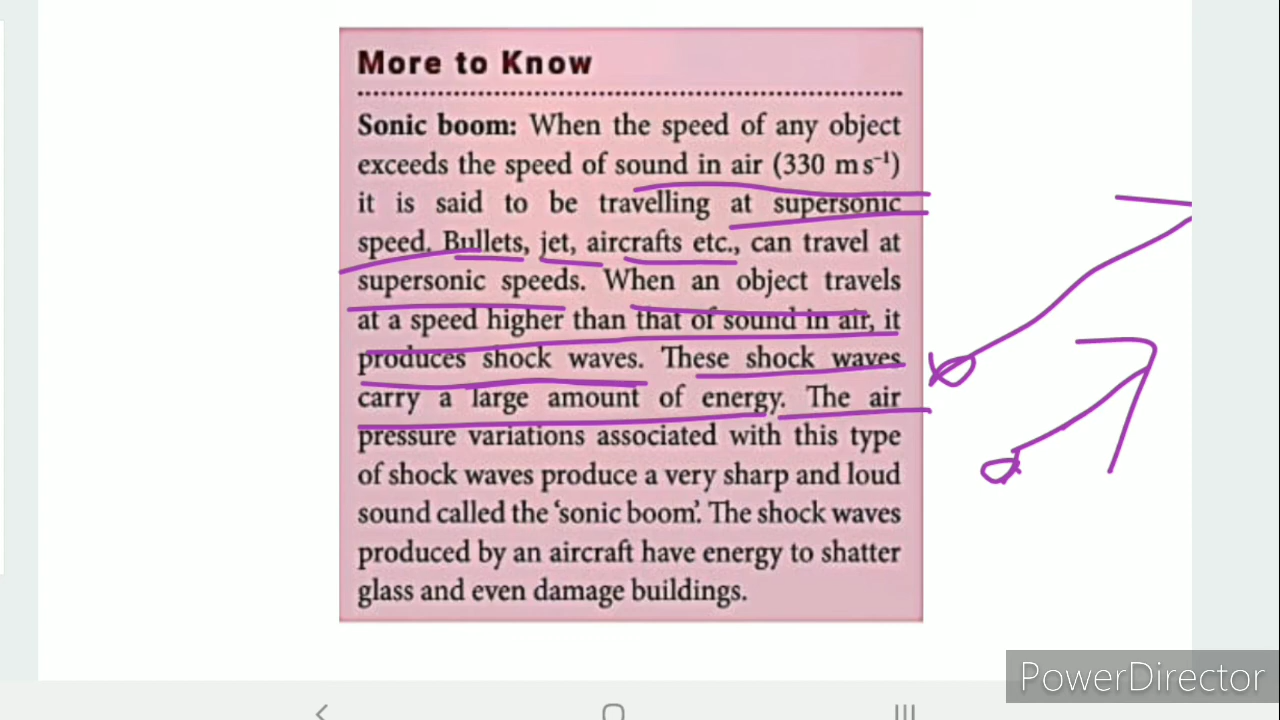 More to Know
Sonic boom: When the speed of any object
exceeds the speed of sound in air (330 m s⁻¹)
it is said to be travelling at supersonic
speed. Bullets, jet, aircrafts etc., can travel at
supersonic speeds. When an object travels
at a speed higher than that of sound in air, it
produces shock waves. These shock waves
carry a large amount of energy. The air
pressure variations associated with this type
of shock waves produce a very sharp and loud
sound called the ‘sonic boom’. The shock waves
produced by an aircraft have energy to shatter
glass and even damage buildings.
PowerDirector